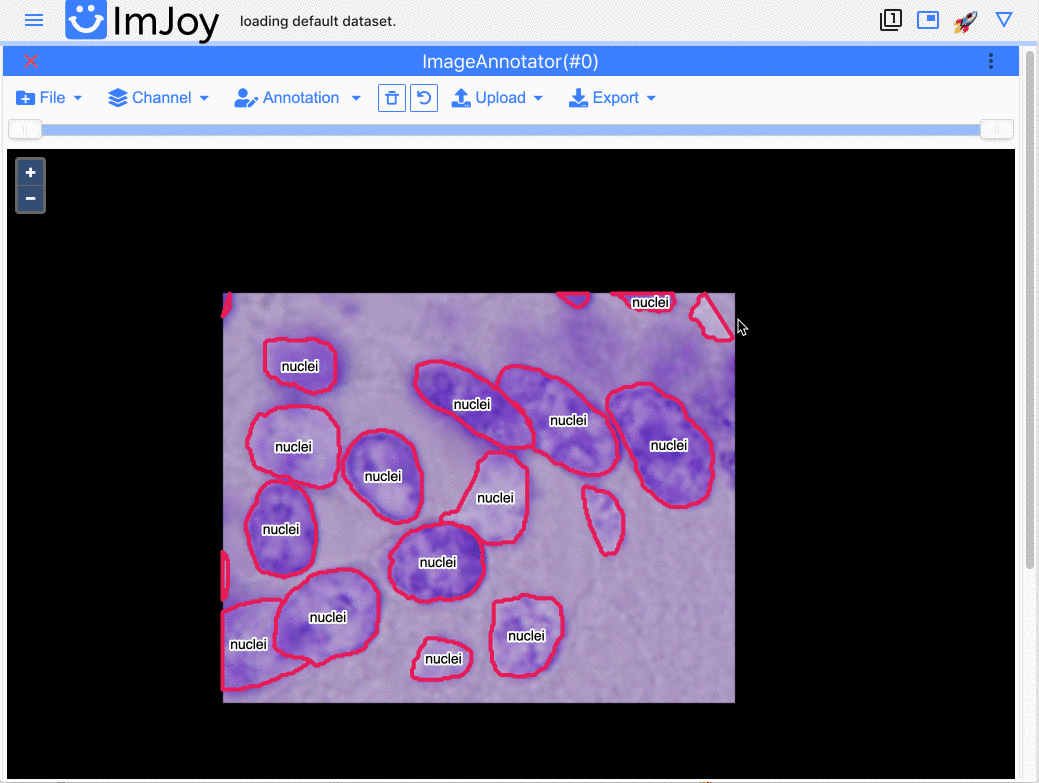 ImJoy loading default dataset. 1
ImageAnnotator(#0)
File Channel Annotation Upload Export
+
−
nuclei
nuclei
nuclei
nuclei
nuclei
nuclei
nuclei
nuclei
nuclei
nuclei
nuclei
nuclei
nuclei
nuclei